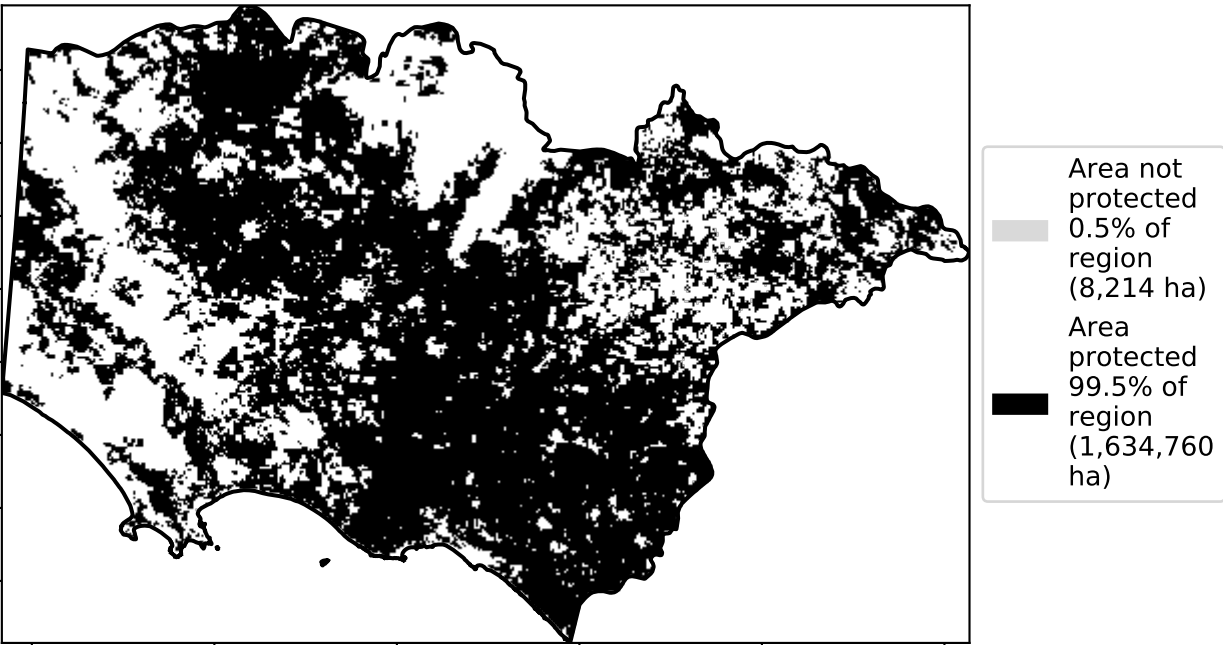 Area not
protected
0.5% of
region
(8,214 ha)
Area
protected
99.5% of
region
(1,634,760
ha)